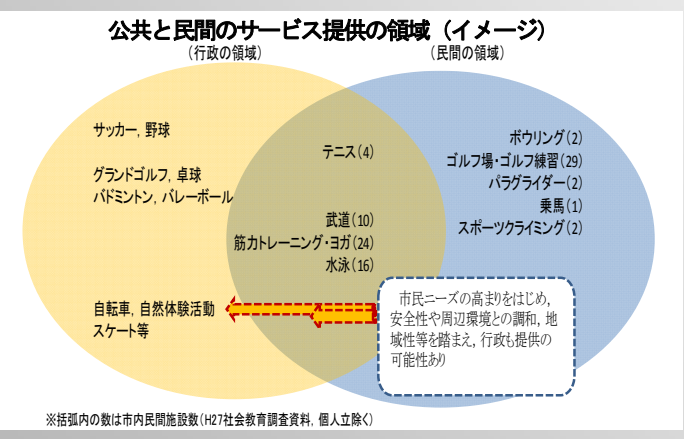 公共と民間のサービス提供の領域（イメージ）
（行政の領域）
（民間の領域）
サッカー, 野球
グランドゴルフ, 卓球
バドミントン, バレーボール
自転車, 自然体験活動
スケート等
テニス(4)
武道(10)
筋力トレーニング・ヨガ(24)
水泳(16)
ボウリング(2)
ゴルフ場・ゴルフ練習(29)
パラグライダー(2)
乗馬(1)
スポーツクライミング(2)
市民ニーズの高まりをはじめ,
安全性や周辺環境との調和, 地
域性等を踏まえ, 行政も提供の
可能性あり
※括弧内の数は市内民間施設数(H27社会教育調査資料, 個人立除く)